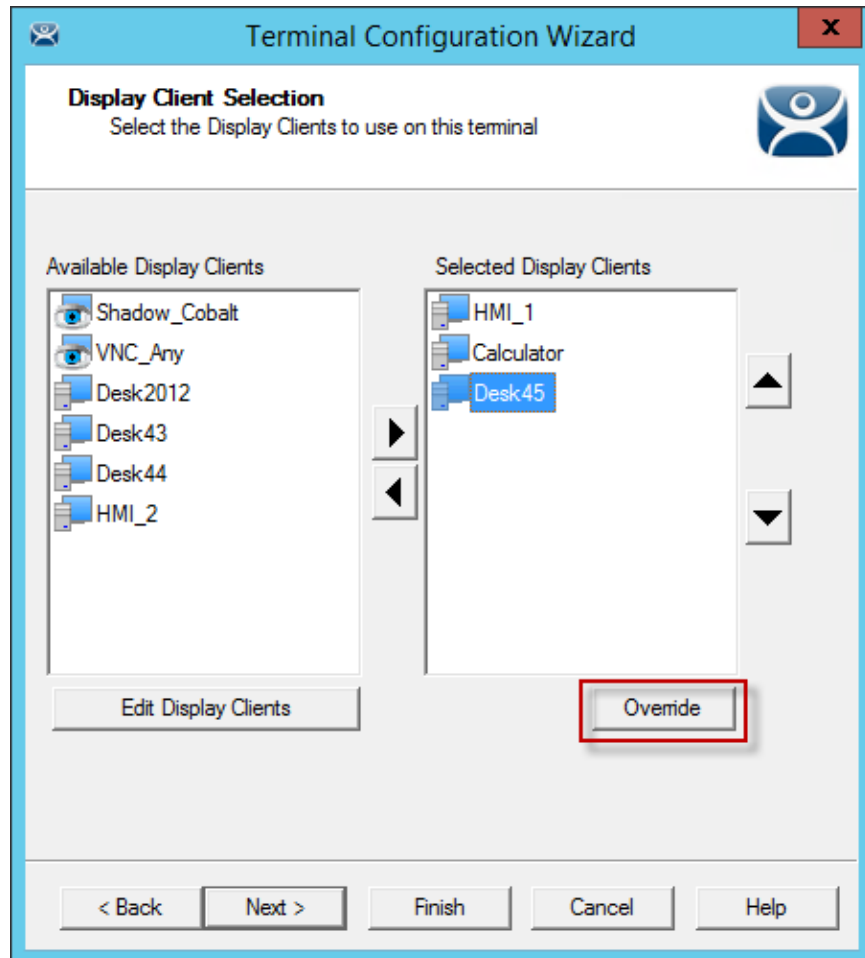 Terminal Configuration Wizard
x
Display Client Selection
Select the Display Clients to use on this terminal
Available Display Clients
Selected Display Clients
Shadow_Cobalt
VNC_Any
Desk2012
Desk43
Desk44
HMI_2
HMI_1
Calculator
Desk45
Edit Display Clients
Override
< Back
Next >
Finish
Cancel
Help